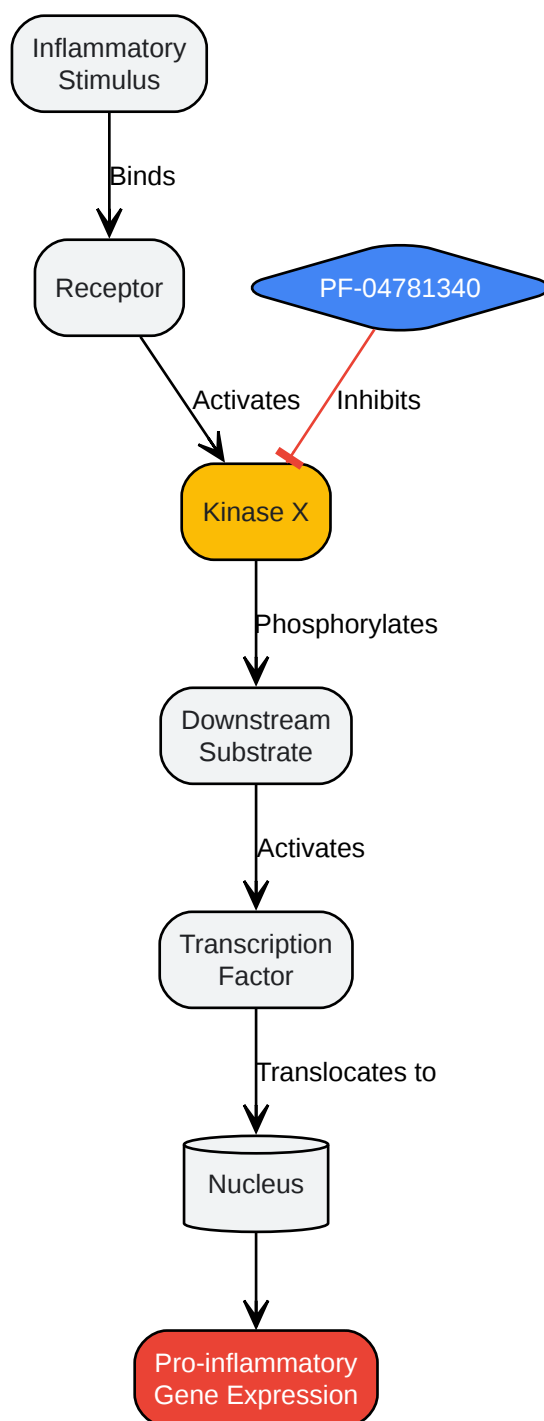 Inflammatory
Stimulus
Binds
Receptor
PF-04781340
Activates
Inhibits
Kinase X
Phosphorylates
Downstream
Substrate
Activates
Transcription
Factor
Translocates to
Nucleus
Pro-inflammatory
Gene Expression